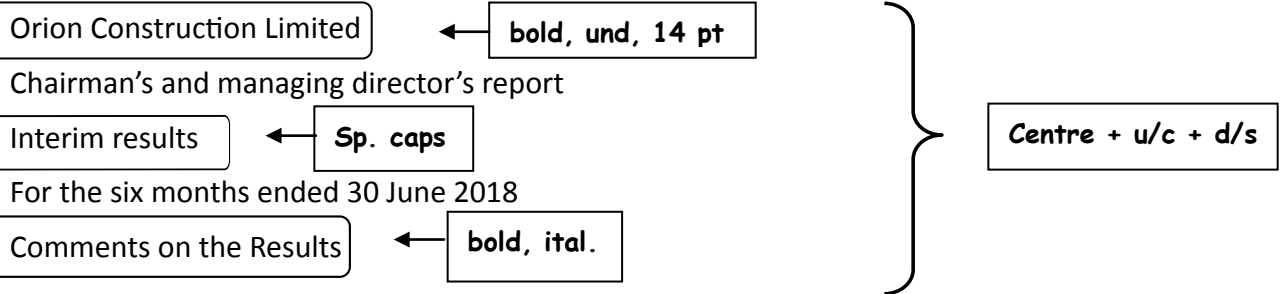 Orion Construction Limited bold, und, 14 pt
Chairman’s and managing director’s report
Interim results Sp. caps Centre + u/c + d/s
For the six months ended 30 June 2018
Comments on the Results bold, ital.